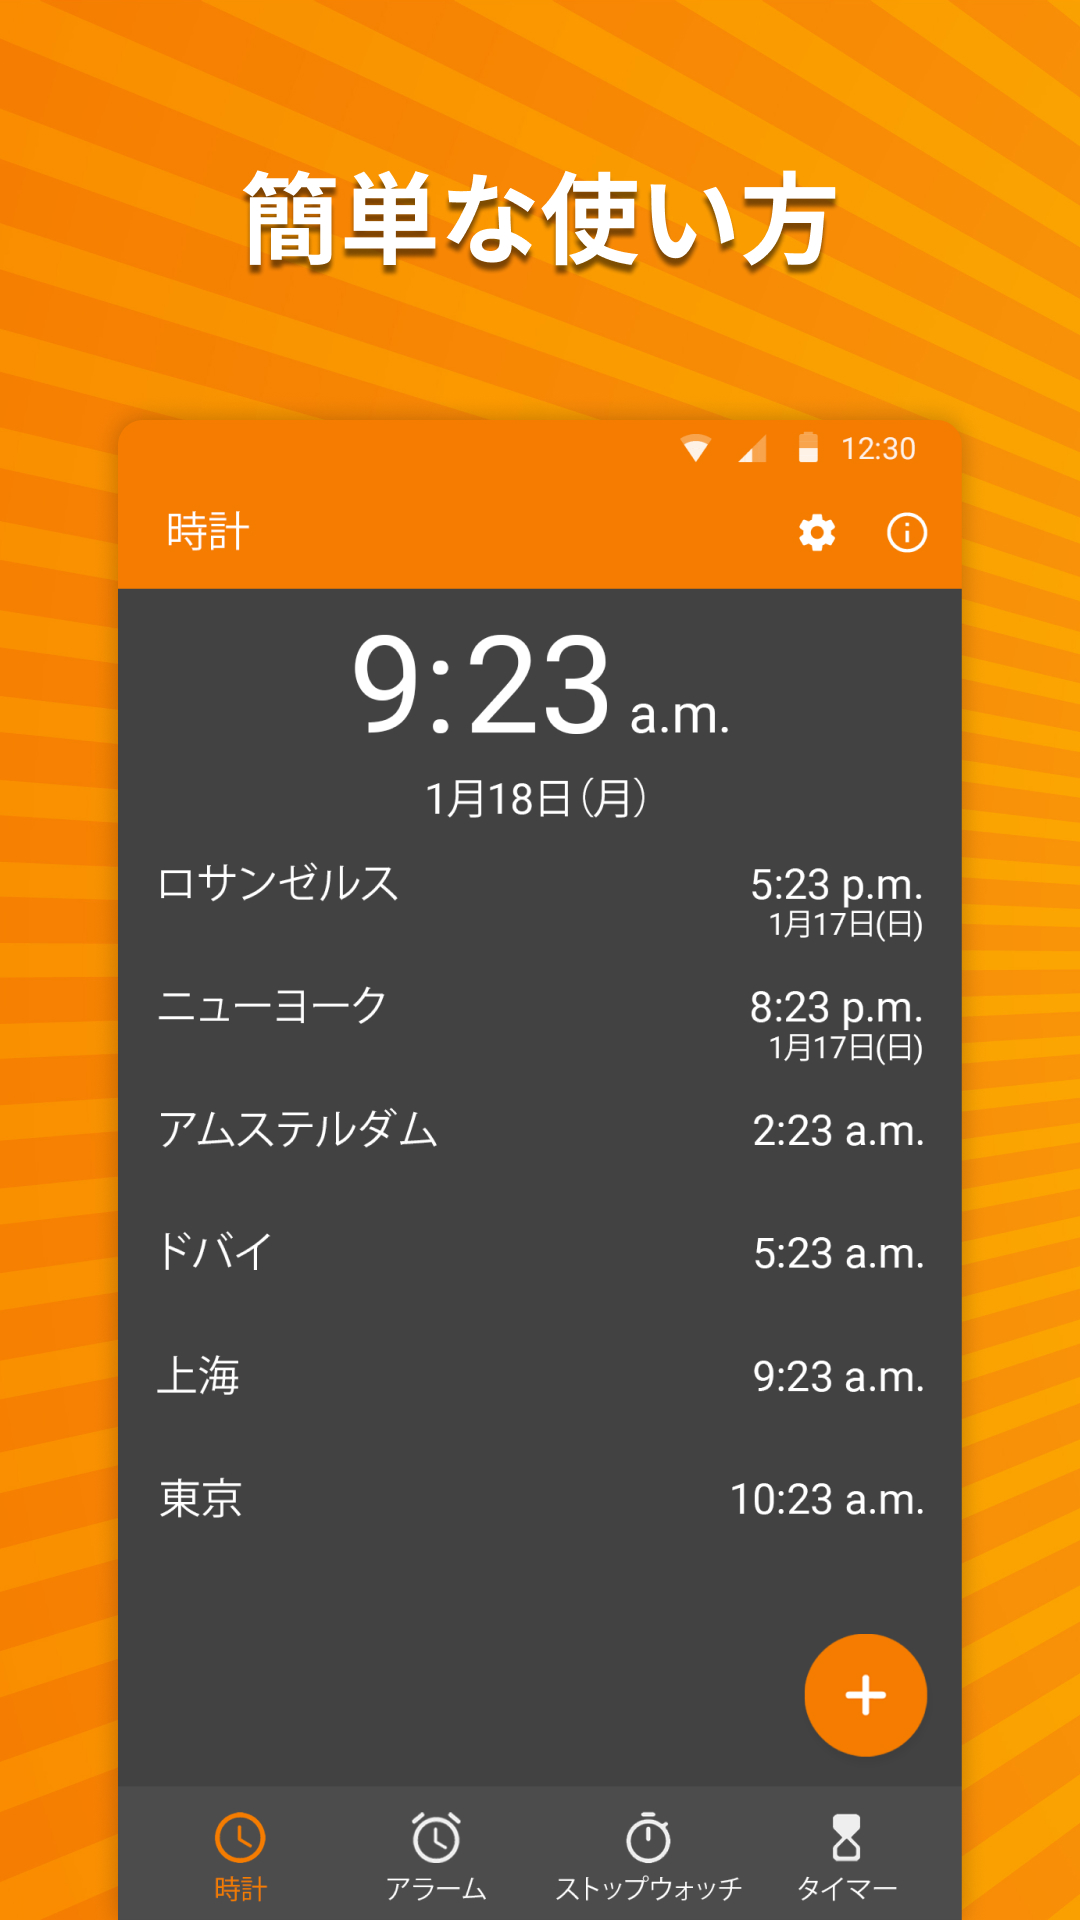 簡単な使い方
12:30
時計
9:23 a.m.
1月18日(月)
ロサンゼルス 5:23 p.m.
1月17日(日)
ニューヨーク 8:23 p.m.
1月17日(日)
アムステルダム 2:23 a.m.
ドバイ 5:23 a.m.
上海 9:23 a.m.
東京 10:23 a.m.
時計 アラーム ストップウォッチ タイマー